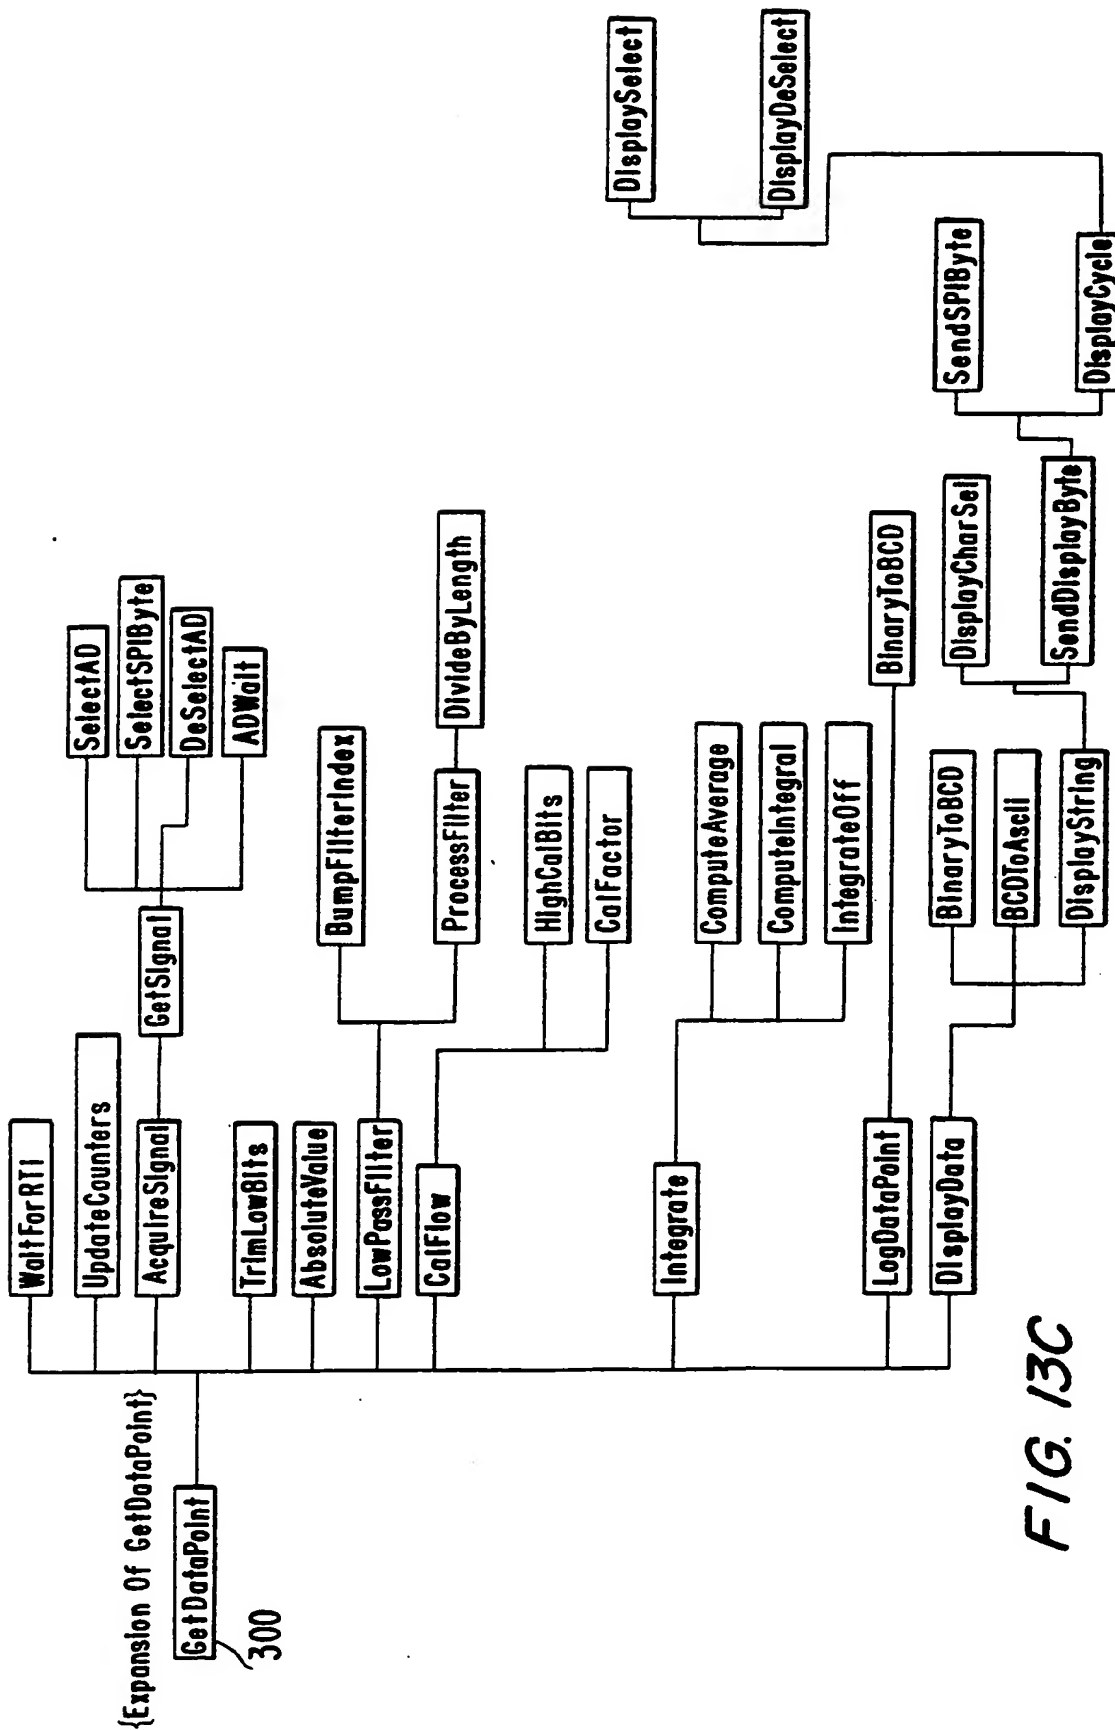 {Expansion Of GetDataPoint}
GetDataPoint
300
WaitForRTI
UpdateCounters
AcquireSignal
GetSignal
SelectAD
SelectSPIByte
DeSelectAD
ADWait
TrimLowBits
AbsoluteValue
LowPassFilter
BumpFilterIndex
ProcessFilter
DivideByLength
CalFlow
HighCalBits
CalFactor
Integrate
ComputeAverage
ComputeIntegral
IntegrateOff
LogDataPoint
BinaryToBCD
DisplayData
BinaryToBCD
BCDToAscii
DisplayString
DisplayCharSel
SendDisplayByte
SendSPIByte
DisplayCycle
DisplaySelect
DisplayDeSelect
FIG. 13C